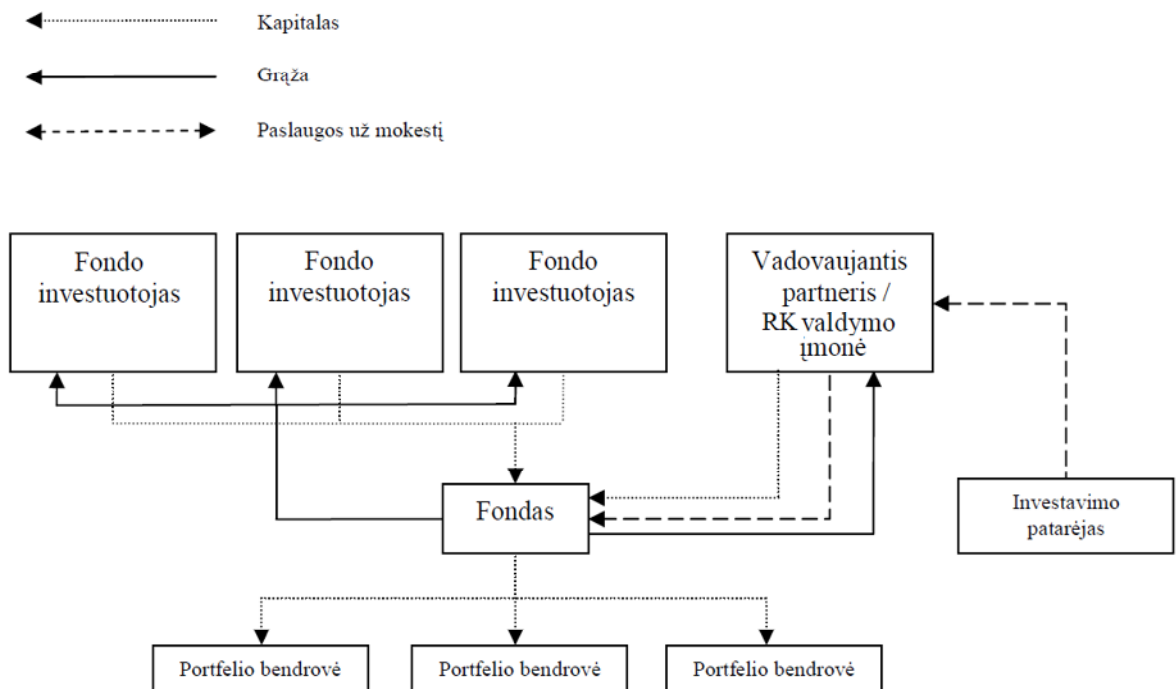 Kapitalas
Grąža
Paslaugos už mokestį
Fondo
investuotojas
Fondo
investuotojas
Fondo
investuotojas
Vadovaujantis
partneris /
RK valdymo
įmonė
Fondas
Investavimo
patarėjas
Portfelio bendrovė
Portfelio bendrovė
Portfelio bendrovė